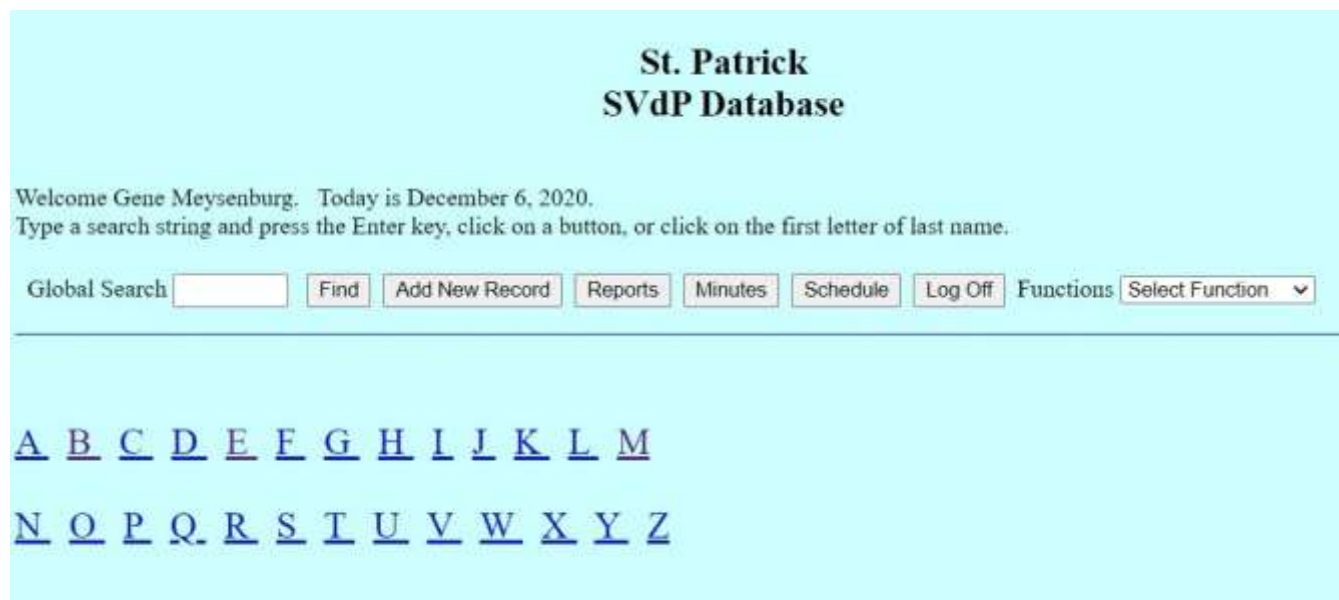 St. Patrick
SVdP Database
Welcome Gene Meysenburg. Today is December 6, 2020.
Type a search string and press the Enter key, click on a button, or click on the first letter of last name.
Global Search Find Add New Record Reports Minutes Schedule Log Off Functions Select Function
A B C D E F G H I J K L M
N O P Q R S T U V W X Y Z